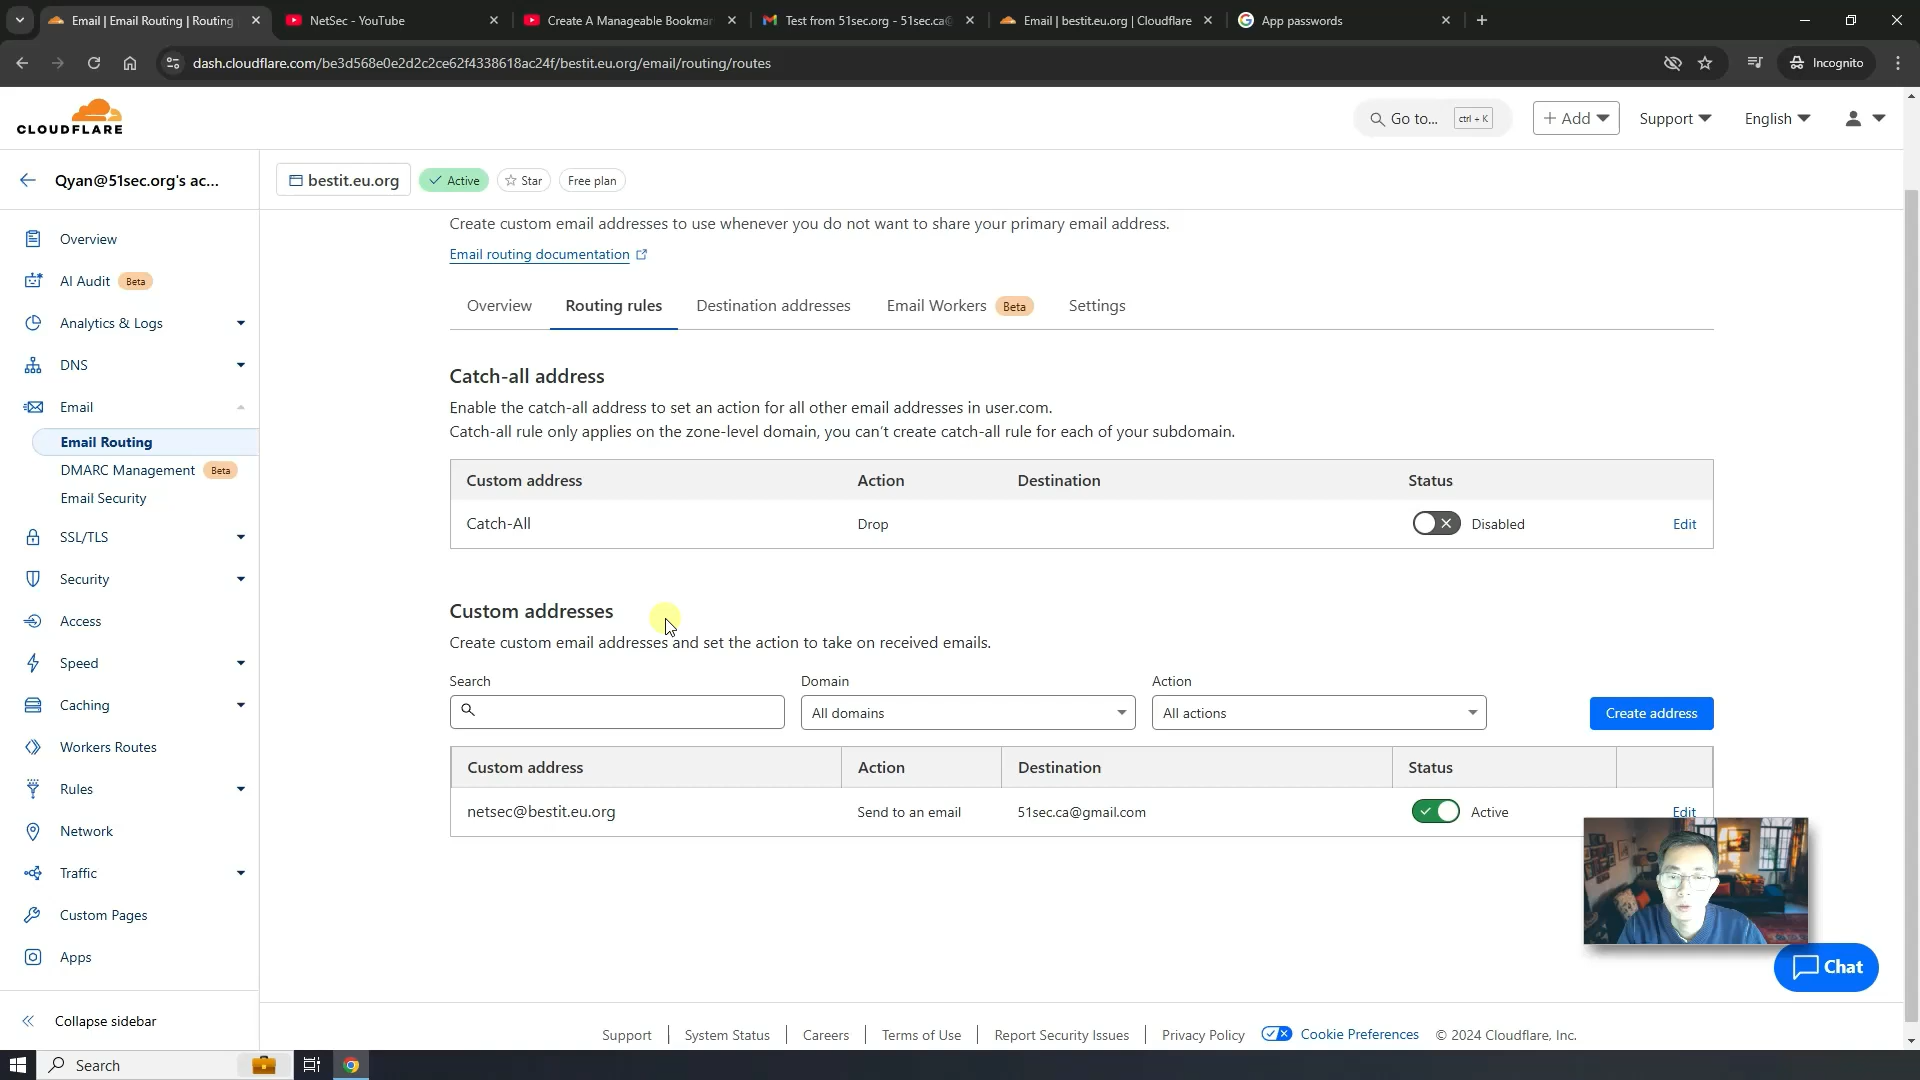 Email | Email Routing | Routing
NetSec - YouTube
Create A Manageable Bookmar
Test from 51sec.org - 51sec.ca@
Email | bestit.eu.org | Cloudflare
App passwords
dash.cloudflare.com/be3d568e0e2d2c2ce62f4338618ac24f/bestit.eu.org/email/routing/routes
Incognito
CLOUDFLARE
Go to...
ctrl + K
+ Add
Support
English
Qyan@51sec.org's ac...
bestit.eu.org
Active
Star
Free plan
Overview
AI Audit Beta
Analytics & Logs
DNS
Email
Email Routing
DMARC Management Beta
Email Security
SSL/TLS
Security
Access
Speed
Caching
Workers Routes
Rules
Network
Traffic
Custom Pages
Apps
Collapse sidebar
Create custom email addresses to use whenever you do not want to share your primary email address.
Email routing documentation
Overview
Routing rules
Destination addresses
Email Workers Beta
Settings
Catch-all address
Enable the catch-all address to set an action for all other email addresses in user.com.
Catch-all rule only applies on the zone-level domain, you can't create catch-all rule for each of your subdomain.
Custom address Action Destination Status
Catch-All Drop Disabled Edit
Custom addresses
Create custom email addresses and set the action to take on received emails.
Search Domain Action
All domains All actions Create address
Custom address Action Destination Status
netsec@bestit.eu.org Send to an email 51sec.ca@gmail.com Active Edit
Chat
Support System Status Careers Terms of Use Report Security Issues Privacy Policy Cookie Preferences © 2024 Cloudflare, Inc.
Search